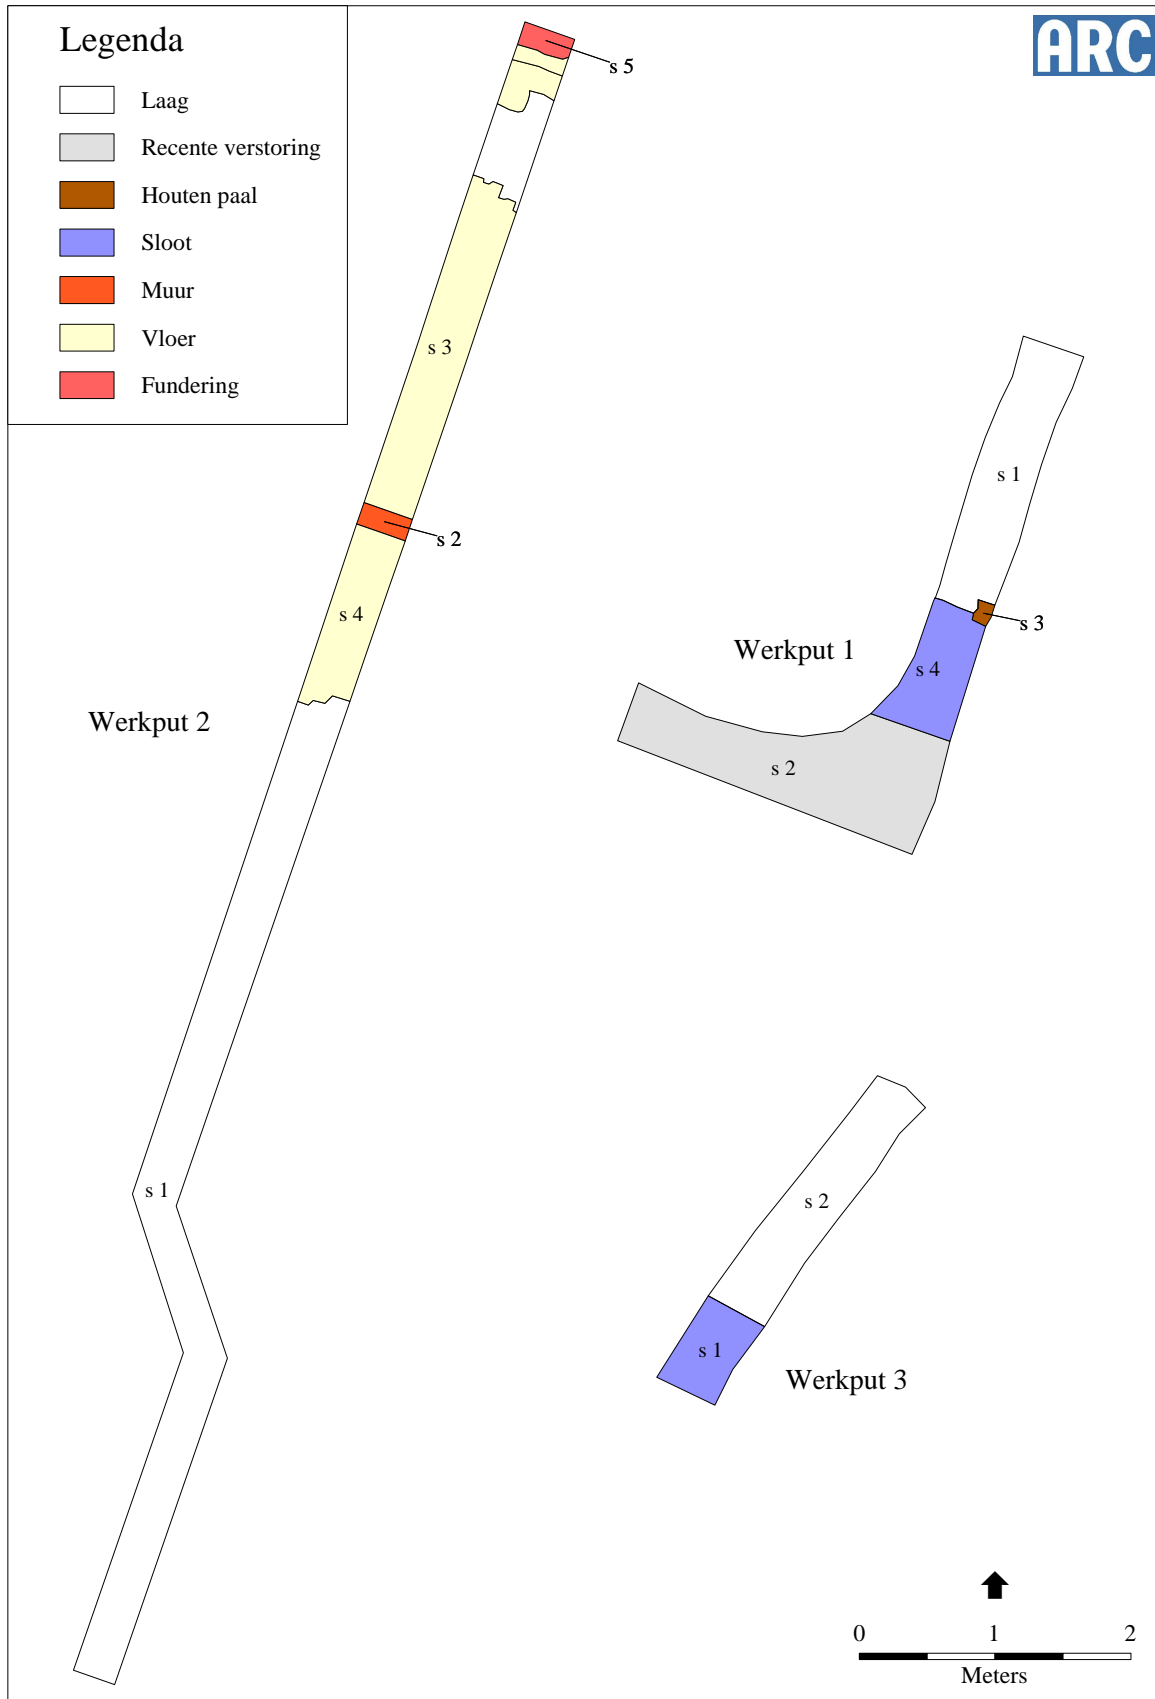 Legenda
Laag
Recente verstoring
Houten paal
Sloot
Muur
Vloer
Fundering
ARC
s 5
s 3
s 2
s 4
Werkput 2
s 1
s 1
s 3
Werkput 1
s 4
s 2
s 2
s 1
Werkput 3
0 1 2
Meters